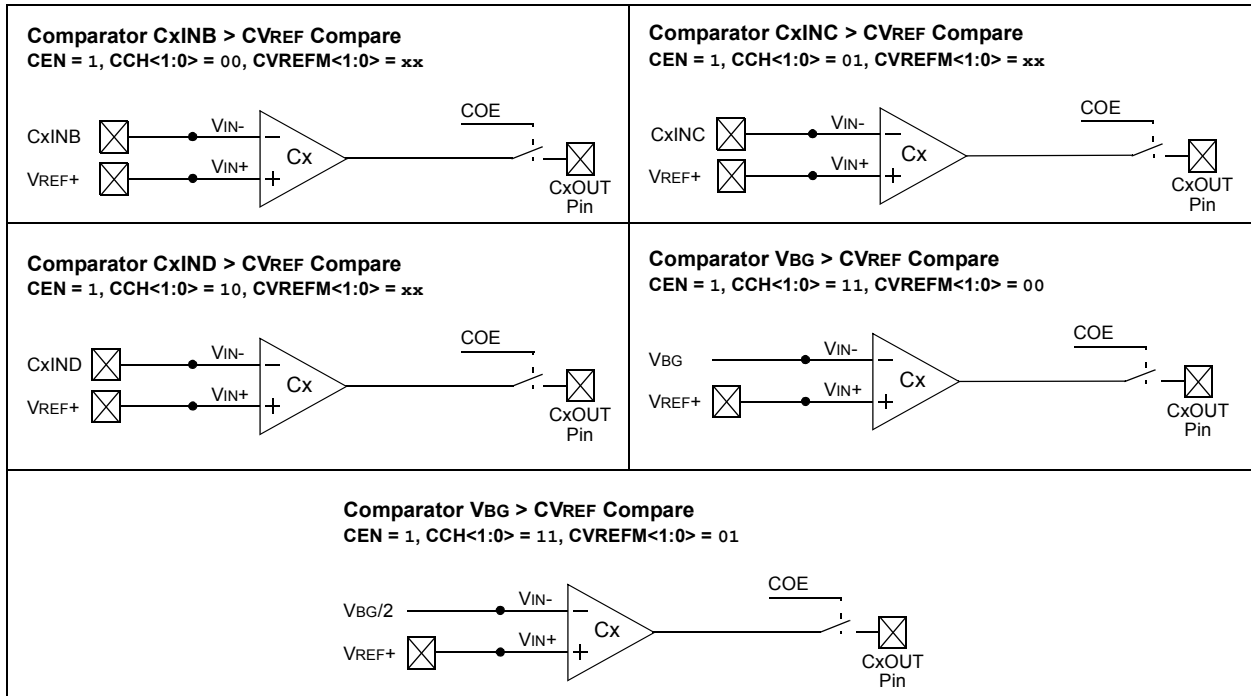 Comparator CxINB > CVREF Compare
CEN = 1, CCH<1:0> = 00, CVREFM<1:0> = xx
COE
CxINB
VIN-
Cx
VREF+
VIN+
CxOUT
Pin
Comparator CxINC > CVREF Compare
CEN = 1, CCH<1:0> = 01, CVREFM<1:0> = xx
COE
CxINC
VIN-
Cx
VREF+
VIN+
CxOUT
Pin
Comparator CxIND > CVREF Compare
CEN = 1, CCH<1:0> = 10, CVREFM<1:0> = xx
COE
CxIND
VIN-
Cx
VREF+
VIN+
CxOUT
Pin
Comparator VBG > CVREF Compare
CEN = 1, CCH<1:0> = 11, CVREFM<1:0> = 00
COE
VBG
VIN-
Cx
VREF+
VIN+
CxOUT
Pin
Comparator VBG > CVREF Compare
CEN = 1, CCH<1:0> = 11, CVREFM<1:0> = 01
COE
VBG/2
VIN-
Cx
VREF+
VIN+
CxOUT
Pin